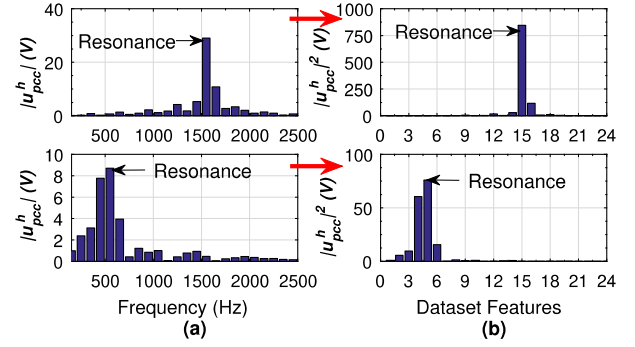 |u^h_pcc| (V)
40
20
0
Resonance
500 1000 1500 2000 2500
|u^h_pcc|^2 (V)
1000
750
500
250
0
Resonance
0 3 6 9 12 15 18 21 24
|u^h_pcc| (V)
10
8
6
4
2
0
Resonance
500 1000 1500 2000 2500
Frequency (Hz)
(a)
|u^h_pcc|^2 (V)
100
50
0
Resonance
0 3 6 9 12 15 18 21 24
Dataset Features
(b)